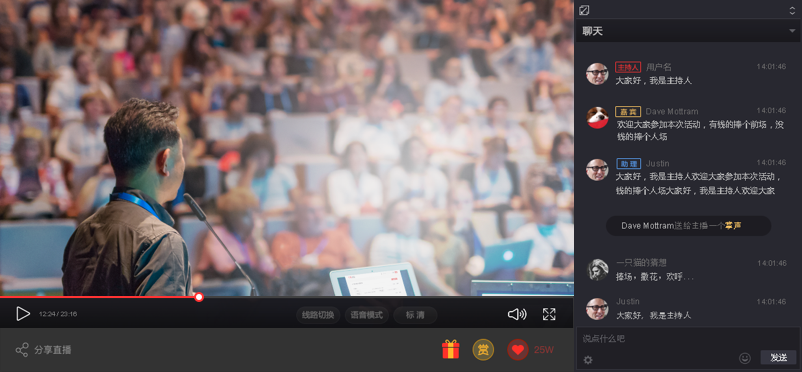 聊天
主持人 用户名 14:01:46
大家好，我是主持人
嘉宾 Dave Mottram 14:01:46
欢迎大家参加本次活动，有钱的捧个前场，没
钱的捧个人场
助理 Justin 14:01:46
大家好，我是主持人欢迎大家参加本次活动，
钱的捧个人场大家好，我是主持人欢迎大家
Dave Mottram送给主播一个掌声
一只猫的猜想 14:01:46
捧场，撒花，欢呼...
Justin 14:01:46
大家好，我是主持人
说点什么吧
发送
12:24 / 23:16
线路切换 语音模式 标清
分享直播
赏
25W